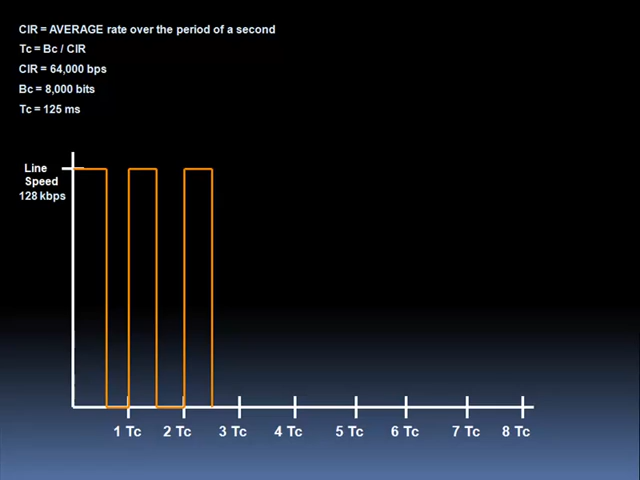 CIR = AVERAGE rate over the period of a second
Tc = Bc / CIR
CIR = 64,000 bps
Bc = 8,000 bits
Tc = 125 ms
Line
Speed
128 kbps
1 Tc 2 Tc 3 Tc 4 Tc 5 Tc 6 Tc 7 Tc 8 Tc